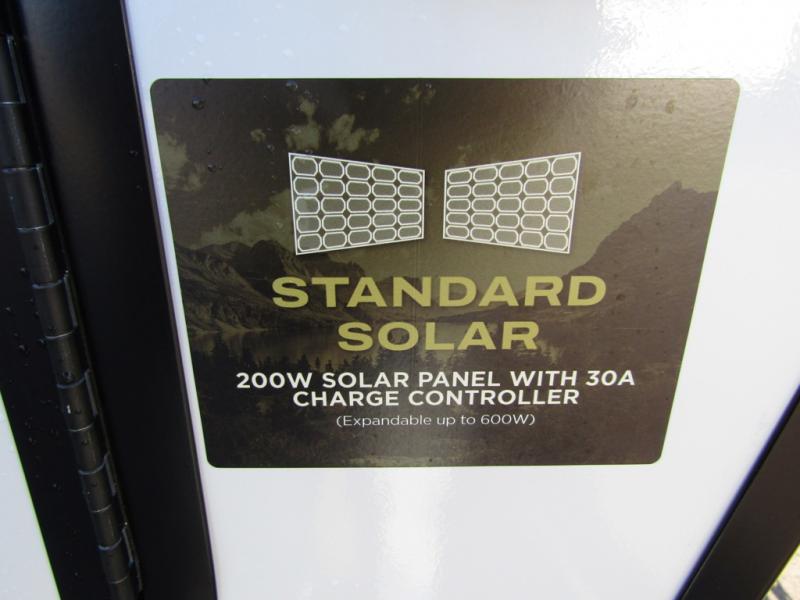 STANDARD
SOLAR
200W SOLAR PANEL WITH 30A
CHARGE CONTROLLER
(Expandable up to 600W)